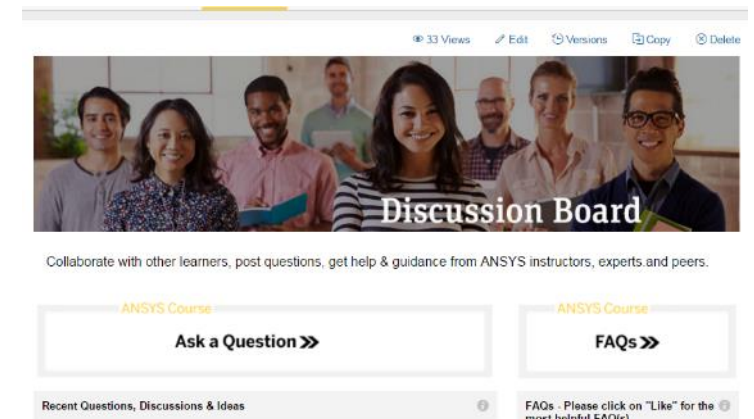 33 Views Edit Versions Copy Delete
Discussion Board
Collaborate with other learners, post questions, get help & guidance from ANSYS instructors, experts and peers.
ANSYS Course
Ask a Question
ANSYS Course
FAQs
Recent Questions, Discussions & Ideas
FAQs - Please click on "Like" for the
most helpful FAQ(s)